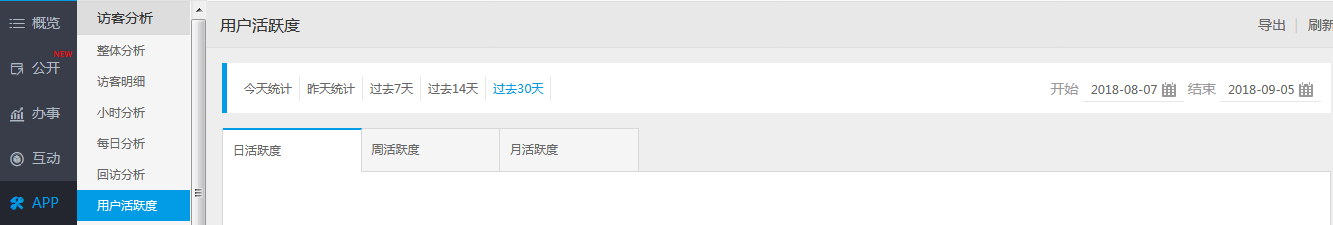 概览
NEW
公开
办事
互动
APP
访客分析
整体分析
访客明细
小时分析
每日分析
回访分析
用户活跃度
用户活跃度
导出 | 刷新
今天统计 昨天统计 过去7天 过去14天 过去30天
开始 2018-08-07 结束 2018-09-05
日活跃度 周活跃度 月活跃度